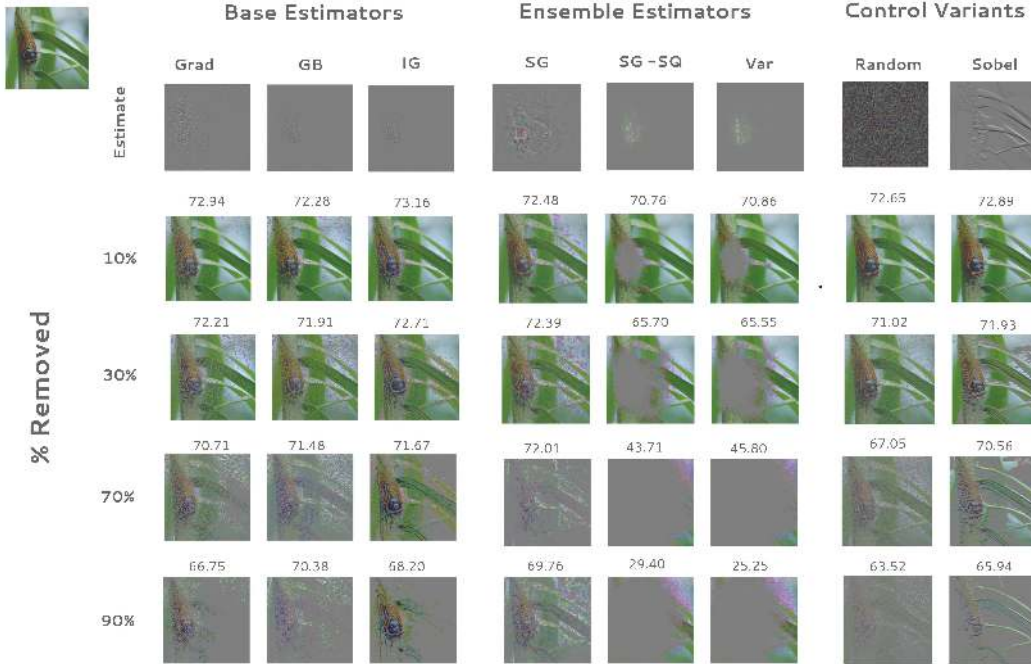 Base Estimators Ensemble Estimators Control Variants
Grad GB IG SG SG-SQ Var Random Sobel
Estimate
72.94 72.28 73.16 72.48 70.76 70.86 72.65 72.89
10%
72.21 71.91 72.71 72.39 65.70 65.55 71.02 71.93
30%
% Removed
70.71 71.48 71.67 72.01 43.71 45.80 67.05 70.56
70%
66.75 70.38 68.20 69.76 29.40 25.25 63.52 65.94
90%